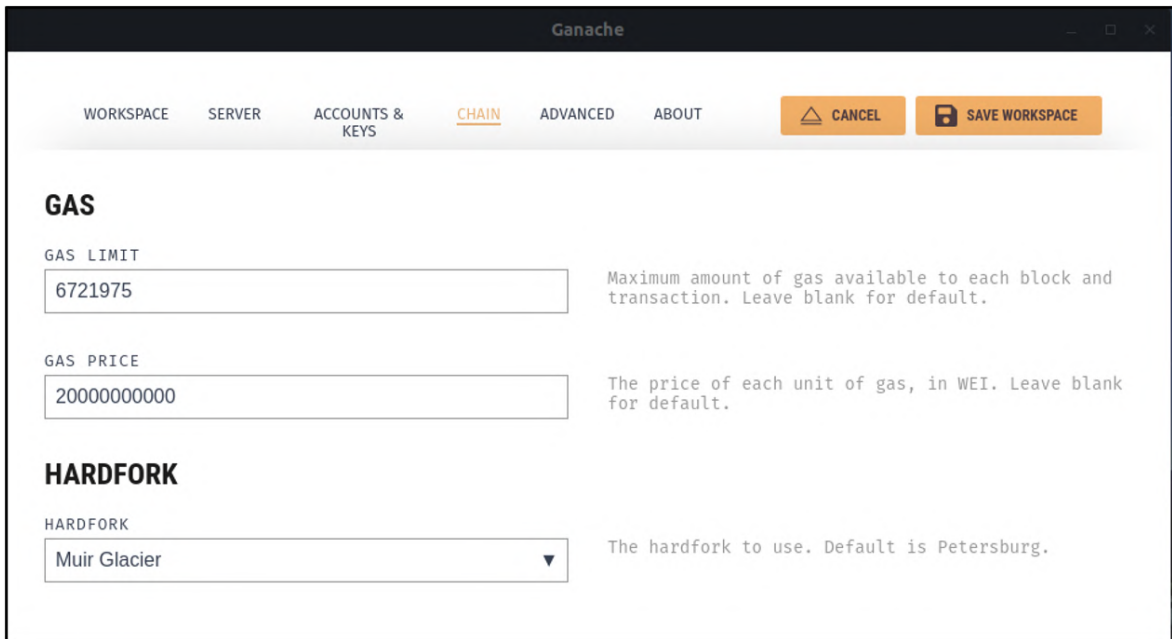 Ganache
WORKSPACE SERVER ACCOUNTS & KEYS CHAIN ADVANCED ABOUT CANCEL SAVE WORKSPACE
GAS
GAS LIMIT
6721975
Maximum amount of gas available to each block and
transaction. Leave blank for default.
GAS PRICE
20000000000
The price of each unit of gas, in WEI. Leave blank
for default.
HARDFORK
HARDFORK
Muir Glacier
The hardfork to use. Default is Petersburg.